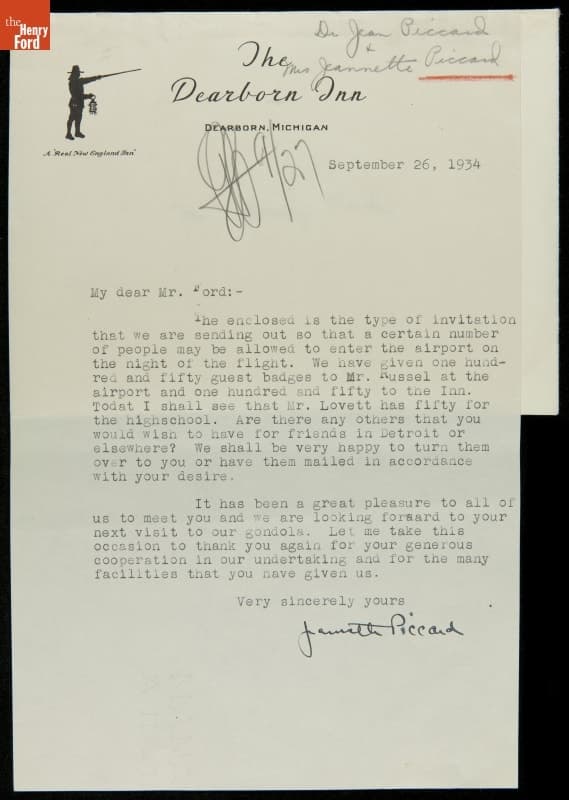 the
Henry
Ford
Dr Jean Piccard
+
Mrs Jeannette Piccard
The
Dearborn Inn
DEARBORN, MICHIGAN
A "Real New England Inn"
9/27
September 26, 1934
My dear Mr. Ford:-
The enclosed is the type of invitation
that we are sending out so that a certain number
of people may be allowed to enter the airport on
the night of the flight. We have given one hund-
red and fifty guest badges to Mr. Russel at the
airport and one hundred and fifty to the Inn.
Todat I shall see that Mr. Lovett has fifty for
the highschool. Are there any others that you
would wish to have for friends in Detroit or
elsewhere? We shall be very happy to turn them
over to you or have them mailed in accordance
with your desire.
It has been a great pleasure to all of
us to meet you and we are looking forward to your
next visit to our gondola. Let me take this
occasion to thank you again for your generous
cooperation in our undertaking and for the many
facilities that you have given us.
Very sincerely yours
Jeannette Piccard